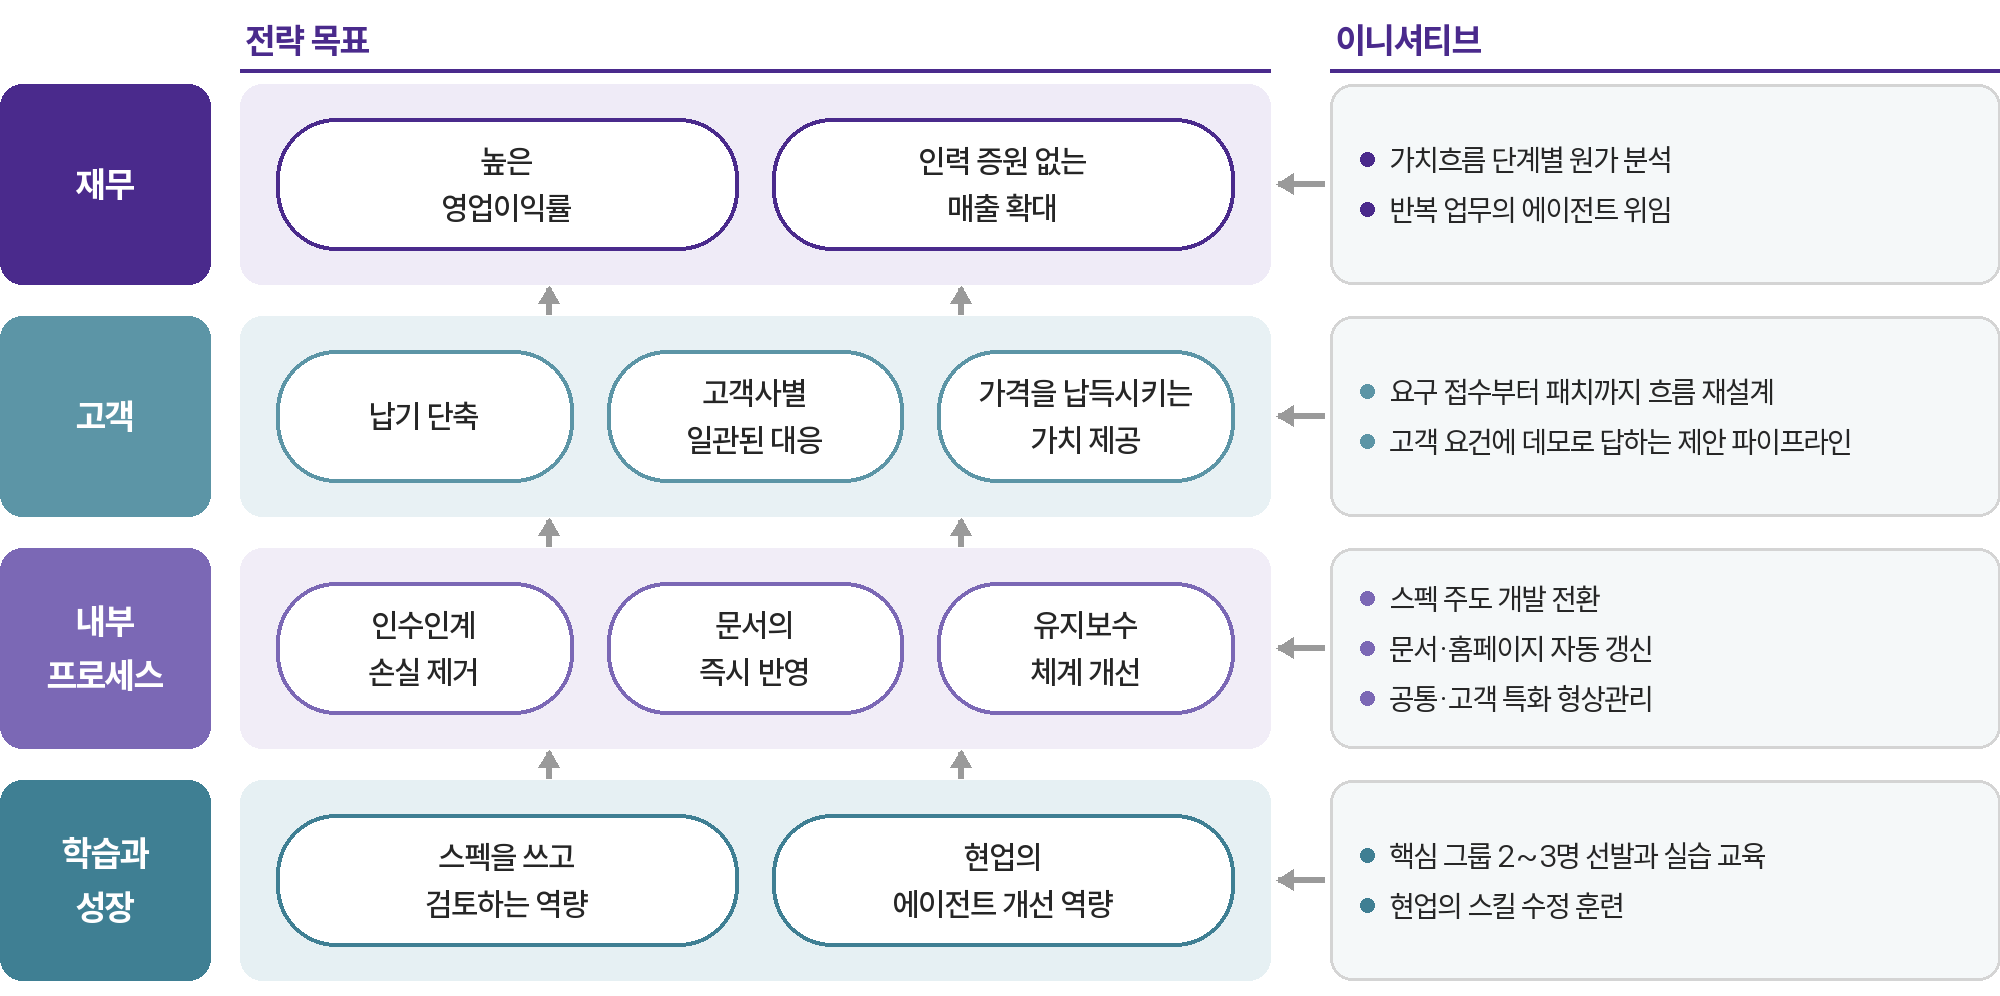 전략 목표
이니셔티브
재무
높은
영업이익률
인력 증원 없는
매출 확대
가치흐름 단계별 원가 분석
반복 업무의 에이전트 위임
고객
납기 단축
고객사별
일관된 대응
가격을 납득시키는
가치 제공
요구 접수부터 패치까지 흐름 재설계
고객 요건에 데모로 답하는 제안 파이프라인
내부
프로세스
인수인계
손실 제거
문서의
즉시 반영
유지보수
체계 개선
스펙 주도 개발 전환
문서·홈페이지 자동 갱신
공통·고객 특화 형상관리
학습과
성장
스펙을 쓰고
검토하는 역량
현업의
에이전트 개선 역량
핵심 그룹 2~3명 선발과 실습 교육
현업의 스킬 수정 훈련